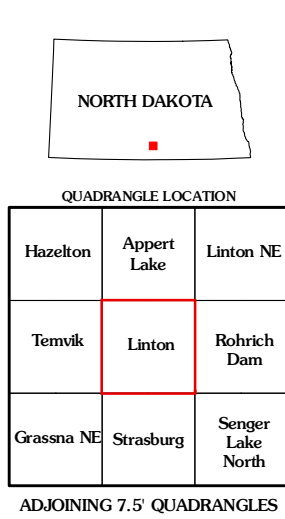 NORTH DAKOTA
QUADRANGLE LOCATION
Hazelton
Appert
Lake
Linton NE
Temvik
Linton
Rohrich
Dam
Grassna NE
Strasburg
Senger
Lake
North
ADJOINING 7.5' QUADRANGLES